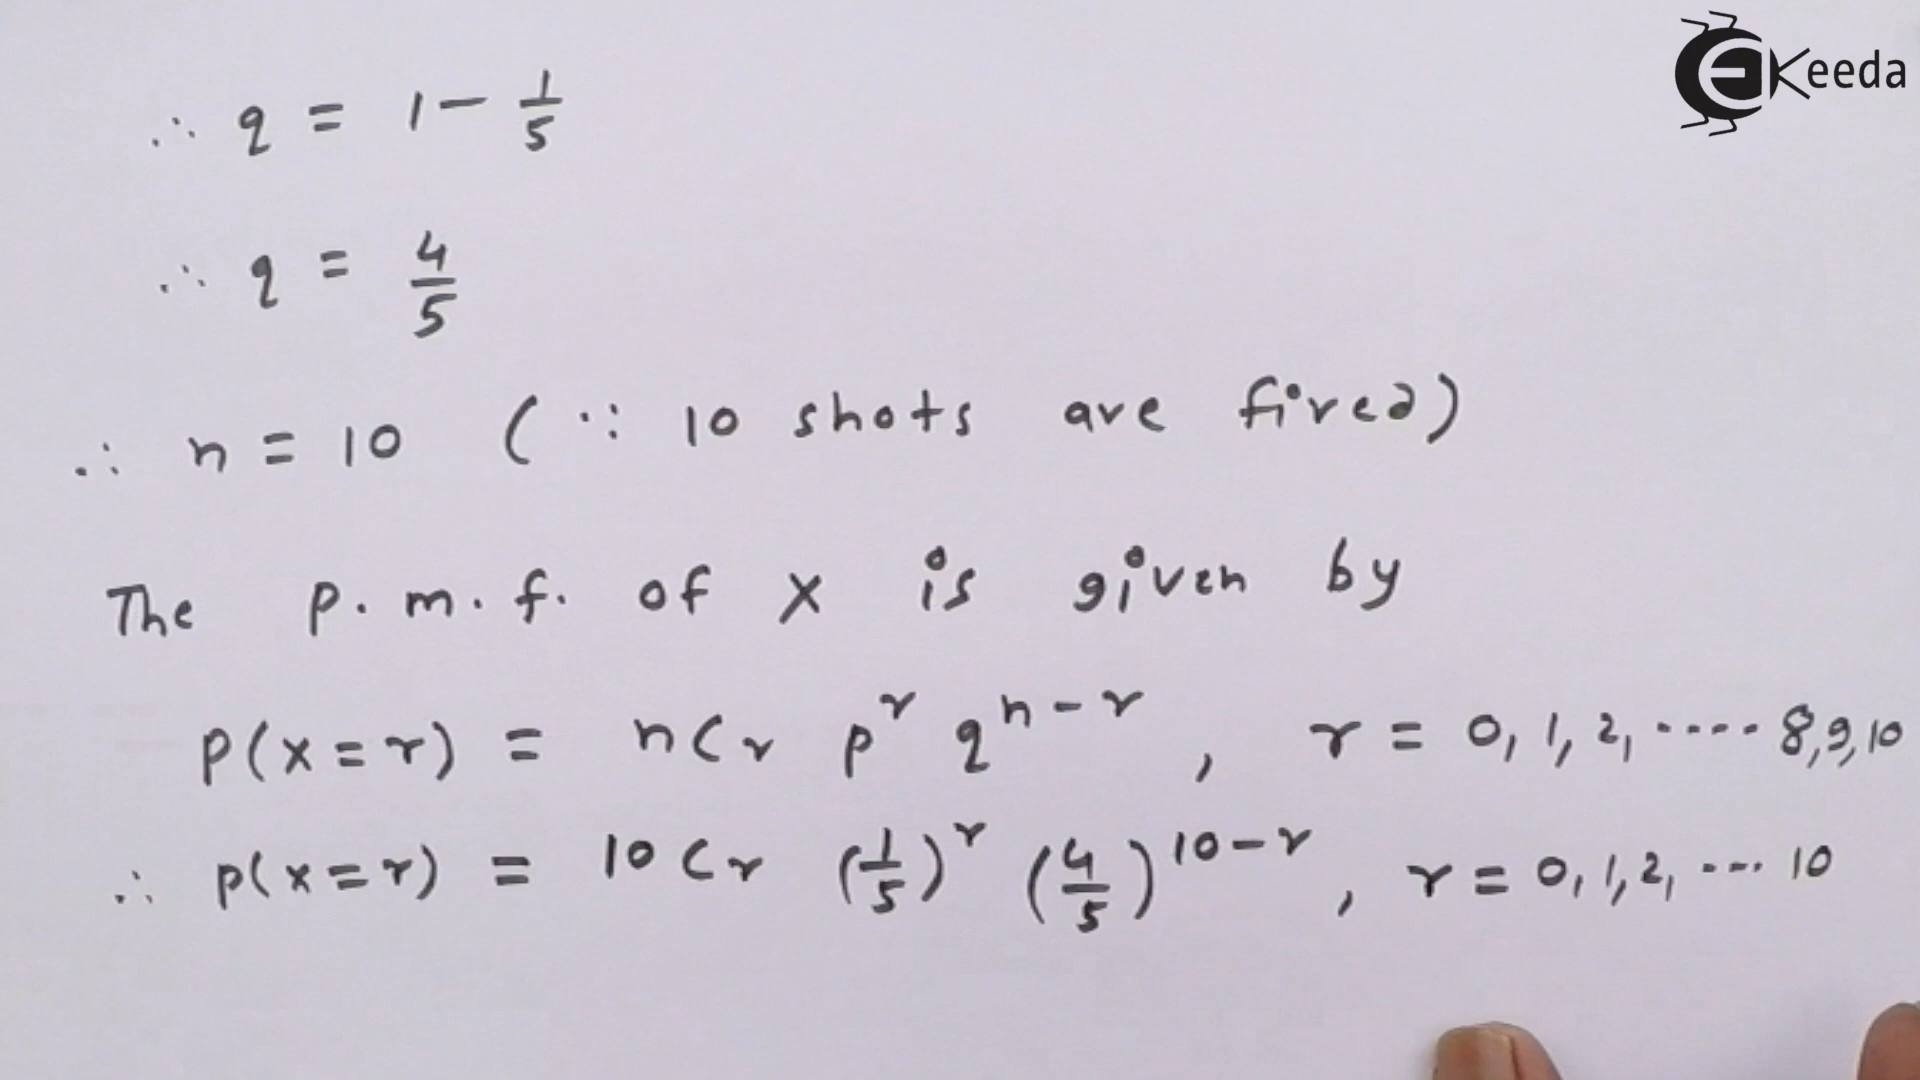 EKeeda
∴ q = 1 - 1/5
∴ q = 4/5
∴ n = 10 (∵ 10 shots are fired)
The p.m.f. of X is given by
P(X=r) = nCr p^r q^n-r, r = 0, 1, 2, ..... 8, 9, 10
∴ P(X=r) = 10Cr (1/5)^r (4/5)^10-r, r = 0, 1, 2, .... 10